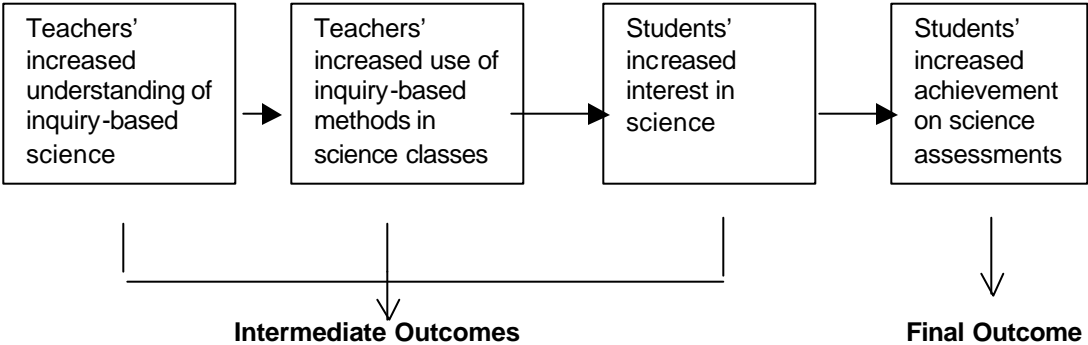 Teachers’
increased
understanding of
inquiry-based
science
Teachers’
increased use of
inquiry-based
methods in
science classes
Students’
increased
interest in
science
Students’
increased
achievement
on science
assessments
Intermediate Outcomes
Final Outcome